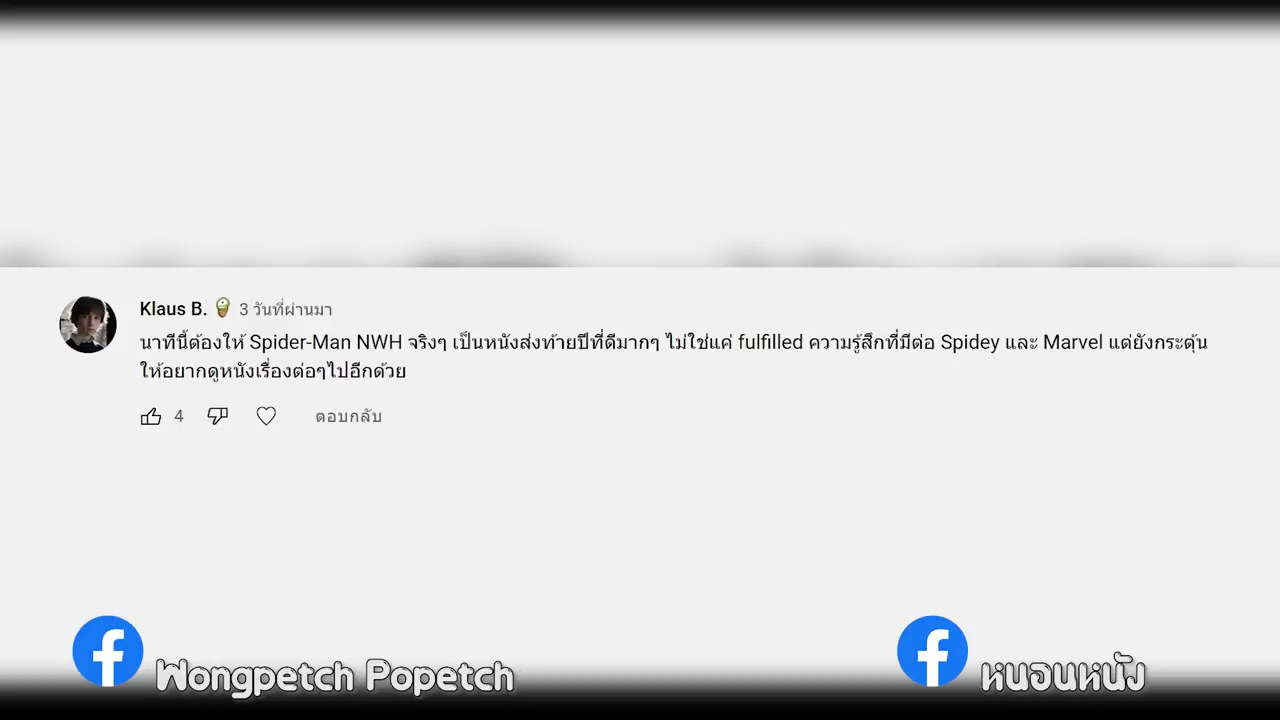 Klaus B. 3 วันที่ผ่านมา
นาทีนี้ต้องให้ Spider-Man NWH จริงๆ เป็นหนังส่งท้ายปีที่ดีมากๆ ไม่ใช่แค่ fulfilled ความรู้สึกที่มีต่อ Spidey และ Marvel แต่ยังกระตุ้น
ให้อยากดูหนังเรื่องต่อๆไปอีกด้วย
4 ตอบกลับ
Wongpetch Popetch หนอนหนัง